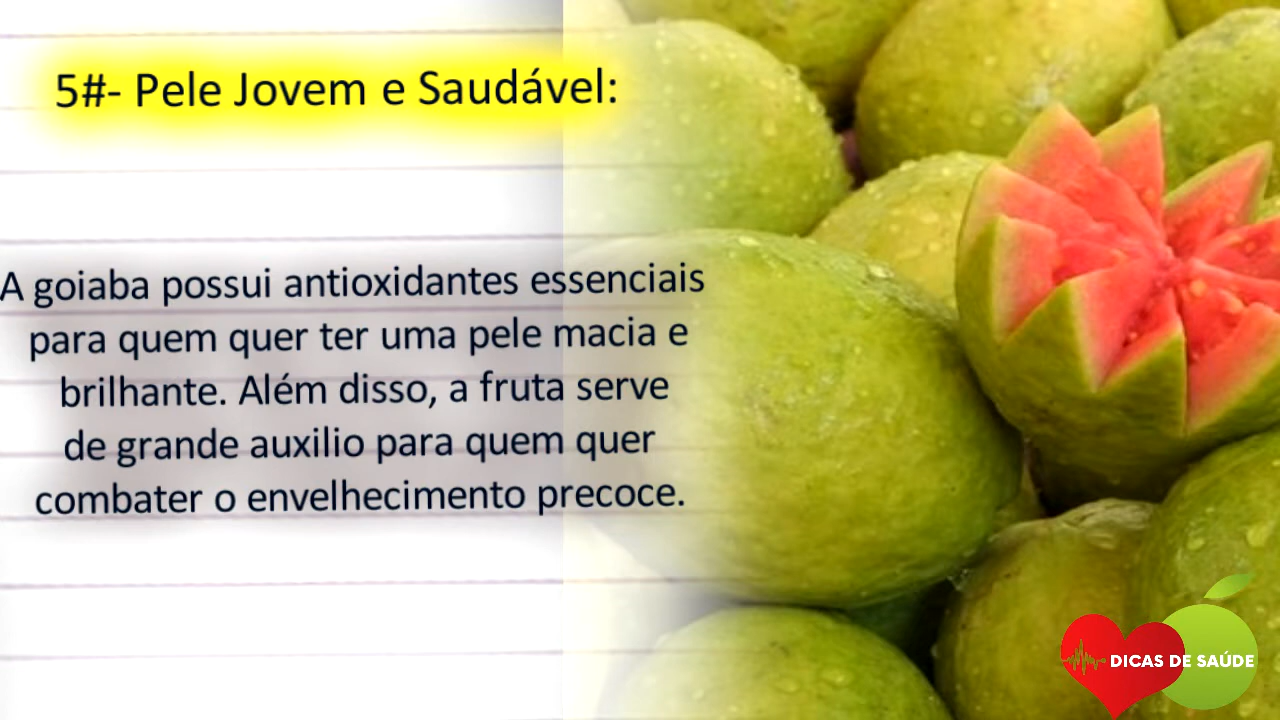 5#- Pele Jovem e Saudável:
A goiaba possui antioxidantes essenciais
para quem quer ter uma pele macia e
brilhante. Além disso, a fruta serve
de grande auxilio para quem quer
combater o envelhecimento precoce.
DICAS DE SAÚDE